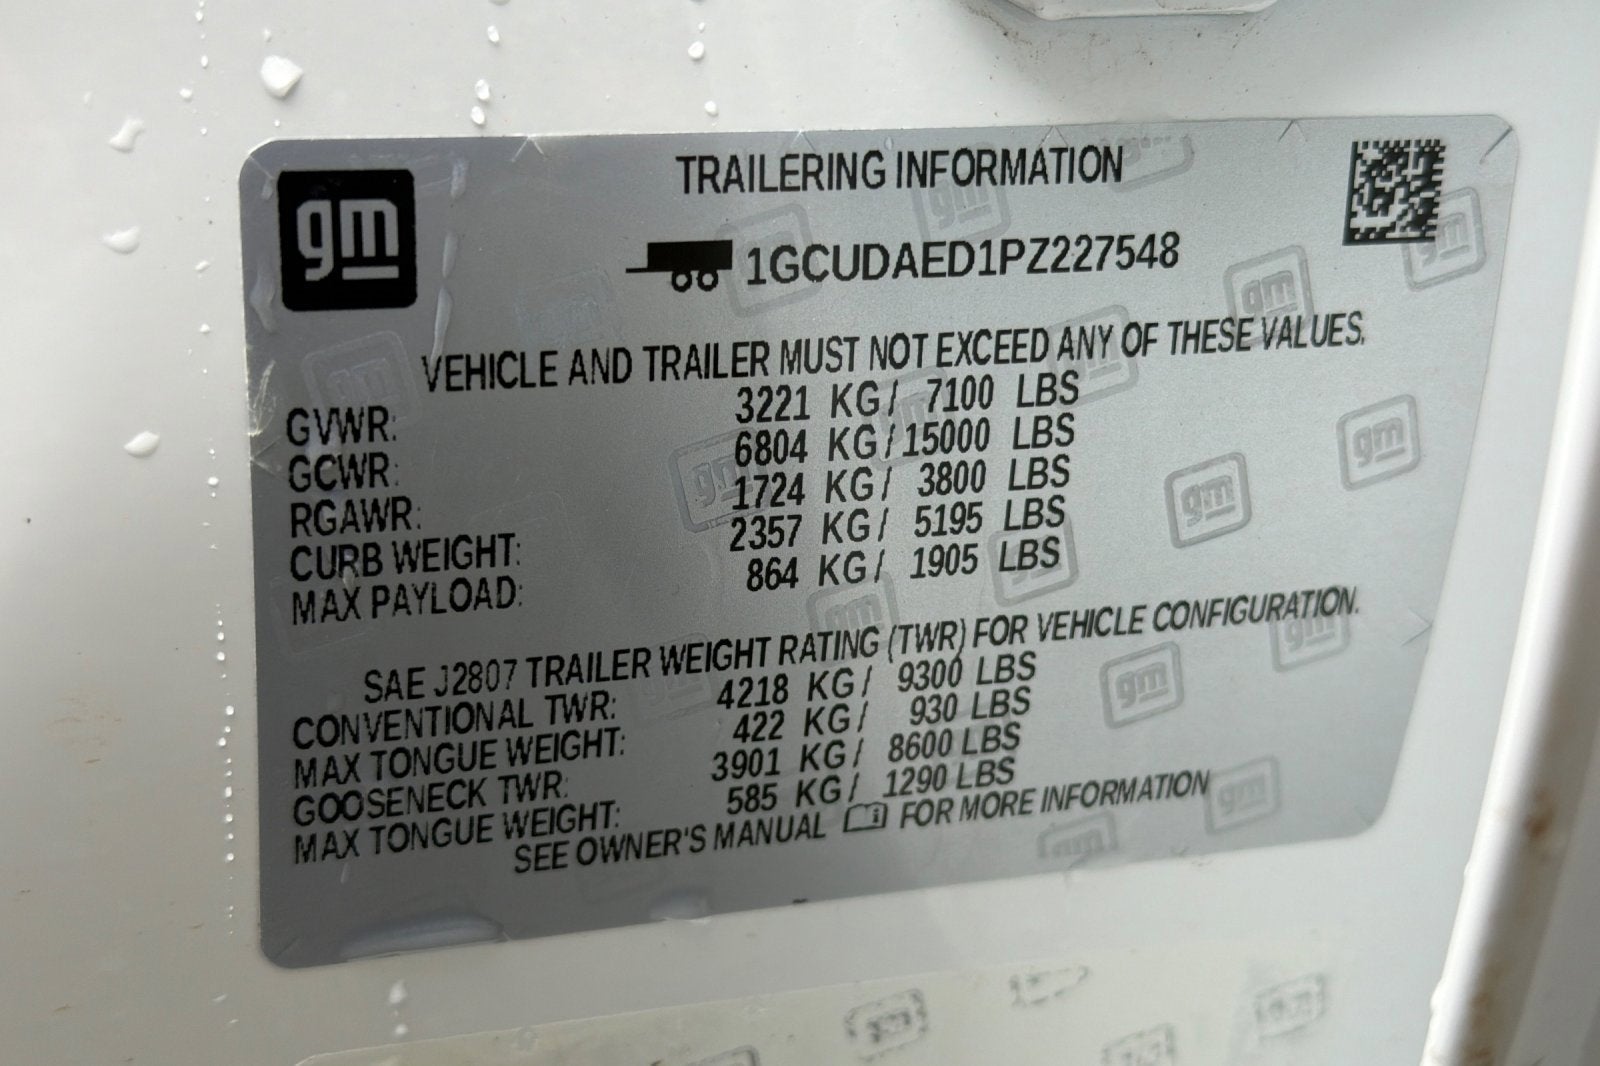 gm
TRAILERING INFORMATION
1GCUDAED1PZ227548
VEHICLE AND TRAILER MUST NOT EXCEED ANY OF THESE VALUES.
GVWR: 3221 KG / 7100 LBS
GCWR: 6804 KG / 15000 LBS
RGAWR: 1724 KG / 3800 LBS
CURB WEIGHT: 2357 KG / 5195 LBS
MAX PAYLOAD: 864 KG / 1905 LBS
SAE J2807 TRAILER WEIGHT RATING (TWR) FOR VEHICLE CONFIGURATION.
CONVENTIONAL TWR: 4218 KG / 9300 LBS
MAX TONGUE WEIGHT: 422 KG / 930 LBS
GOOSENECK TWR: 3901 KG / 8600 LBS
MAX TONGUE WEIGHT: 585 KG / 1290 LBS
SEE OWNER'S MANUAL FOR MORE INFORMATION